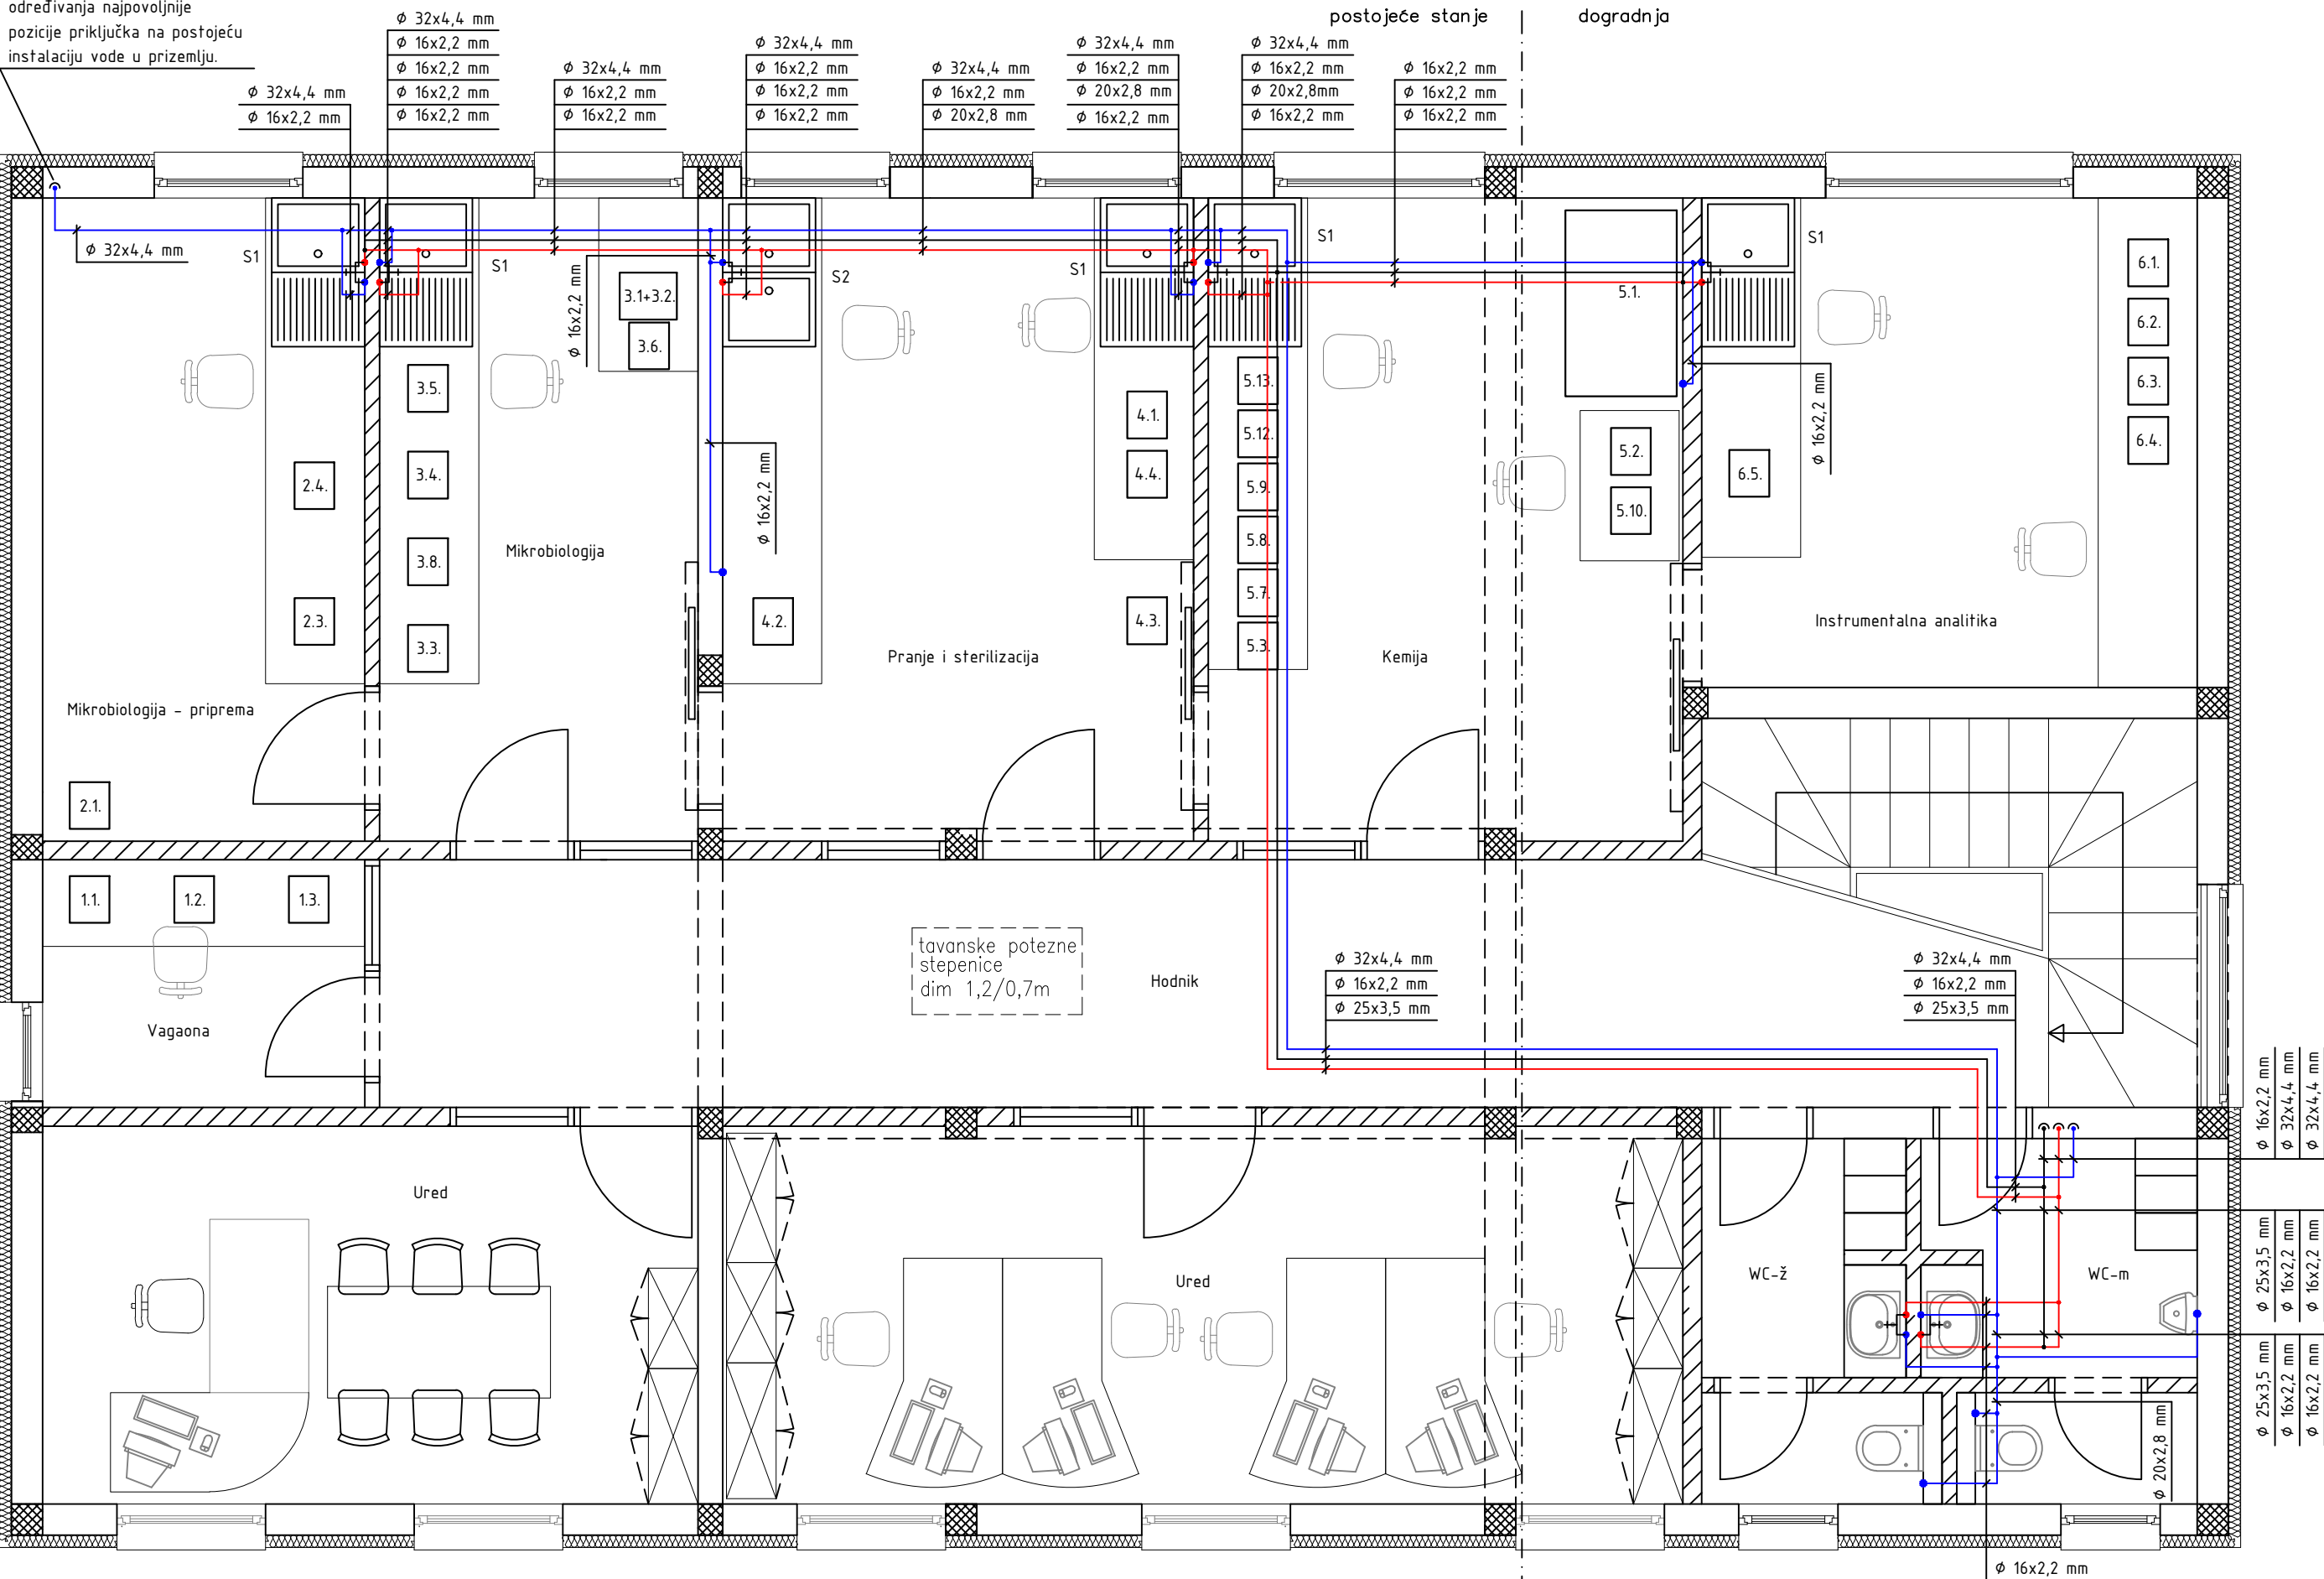 određivanja najpovoljnije
pozicije priključka na postojeću
instalaciju vode u prizemlju.
postojeće stanje
dogradnja
ϕ 32x4,4 mm
ϕ 16x2,2 mm
ϕ 32x4,4 mm
ϕ 16x2,2 mm
ϕ 16x2,2 mm
ϕ 16x2,2 mm
ϕ 16x2,2 mm
ϕ 32x4,4 mm
ϕ 16x2,2 mm
ϕ 16x2,2 mm
ϕ 32x4,4 mm
ϕ 16x2,2 mm
ϕ 16x2,2 mm
ϕ 16x2,2 mm
ϕ 32x4,4 mm
ϕ 16x2,2 mm
ϕ 20x2,8 mm
ϕ 32x4,4 mm
ϕ 16x2,2 mm
ϕ 20x2,8 mm
ϕ 16x2,2 mm
ϕ 32x4,4 mm
ϕ 16x2,2 mm
ϕ 20x2,8mm
ϕ 16x2,2 mm
ϕ 16x2,2 mm
ϕ 16x2,2 mm
ϕ 16x2,2 mm
ϕ 32x4,4 mm
S1
S1
ϕ 16x2,2 mm
3.1+3.2.
3.6.
S2
S1
S1
5.1.
S1
6.1.
6.2.
6.3.
6.4.
3.5.
3.4.
3.8.
3.3.
2.4.
2.3.
Mikrobiologija
ϕ 16x2,2 mm
4.1.
4.4.
4.2.
4.3.
5.13.
5.12.
5.9.
5.8.
5.7.
5.3.
5.2.
5.10.
6.5.
ϕ 16x2,2 mm
Instrumentalna analitika
Pranje i sterilizacija
Kemija
Mikrobiologija - priprema
2.1.
1.1.
1.2.
1.3.
Vagaona
tavanske potezne
stepenice
dim 1,2/0,7m
Hodnik
ϕ 32x4,4 mm
ϕ 16x2,2 mm
ϕ 25x3,5 mm
ϕ 32x4,4 mm
ϕ 16x2,2 mm
ϕ 25x3,5 mm
ϕ 16x2,2 mm
ϕ 32x4,4 mm
ϕ 32x4,4 mm
Ured
Ured
WC-ž
WC-m
ϕ 25x3,5 mm
ϕ 16x2,2 mm
ϕ 16x2,2 mm
ϕ 25x3,5 mm
ϕ 16x2,2 mm
ϕ 16x2,2 mm
ϕ 20x2,8 mm
ϕ 16x2,2 mm